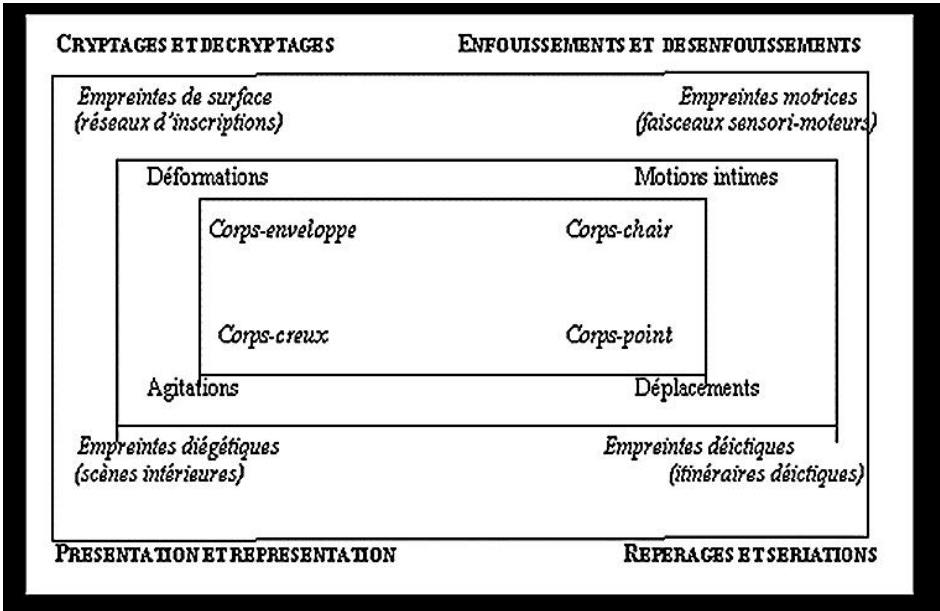 CRYPTAGES ET DECRYPTAGES
ENFOUISSEMENTS ET DESENFOUISSEMENTS
Empreintes de surface
(réseaux d'inscriptions)
Empreintes motrices
(faisceaux sensori-moteurs)
Déformations
Motions intimes
Corps-enveloppe
Corps-chair
Corps-creux
Corps-point
Agitations
Déplacements
Empreintes diégétiques
(scènes intérieures)
Empreintes déictiques
(itinéraires déictiques)
PRESENTATION ET REPRESENTATION
REPERAGES ET SERIATIONS